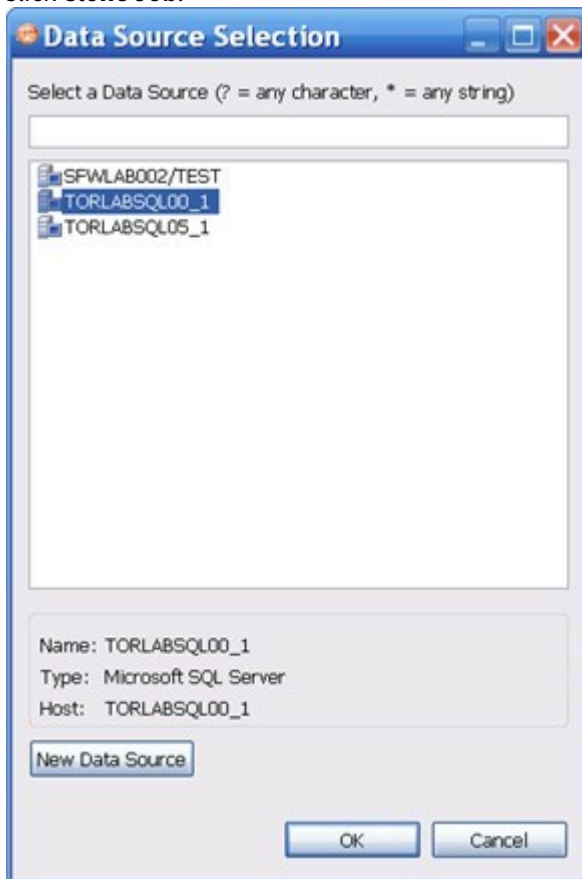 Data Source Selection
Select a Data Source (? = any character, * = any string)
SFWLAB002/TEST
TORLABSQL00_1
TORLABSQL05_1
Name: TORLABSQL00_1
Type: Microsoft SQL Server
Host: TORLABSQL00_1
New Data Source
OK Cancel